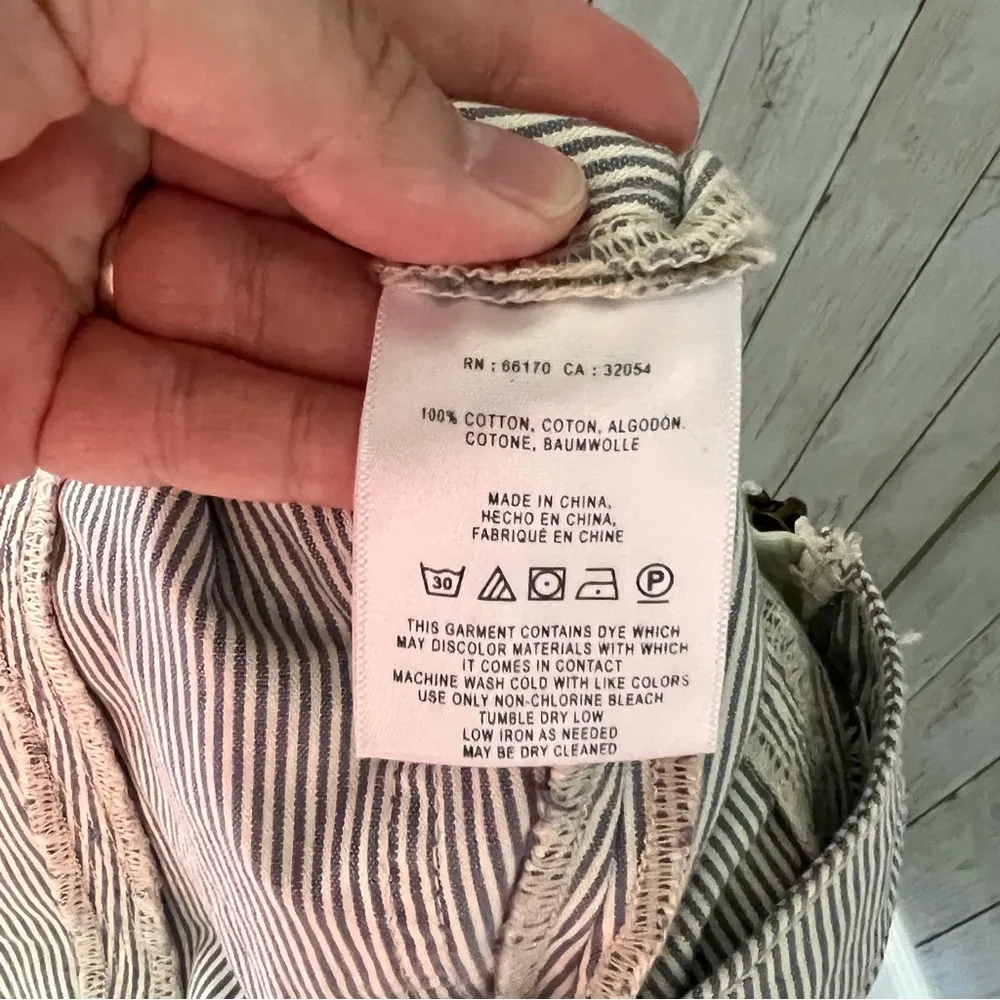 RN : 66170 CA : 32054
100% COTTON, COTON, ALGODÓN.
COTONE, BAUMWOLLE
MADE IN CHINA,
HECHO EN CHINA,
FABRIQUÉ EN CHINE
30 P
THIS GARMENT CONTAINS DYE WHICH
MAY DISCOLOR MATERIALS WITH WHICH
IT COMES IN CONTACT
MACHINE WASH COLD WITH LIKE COLORS
USE ONLY NON-CHLORINE BLEACH
TUMBLE DRY LOW
LOW IRON AS NEEDED
MAY BE DRY CLEANED